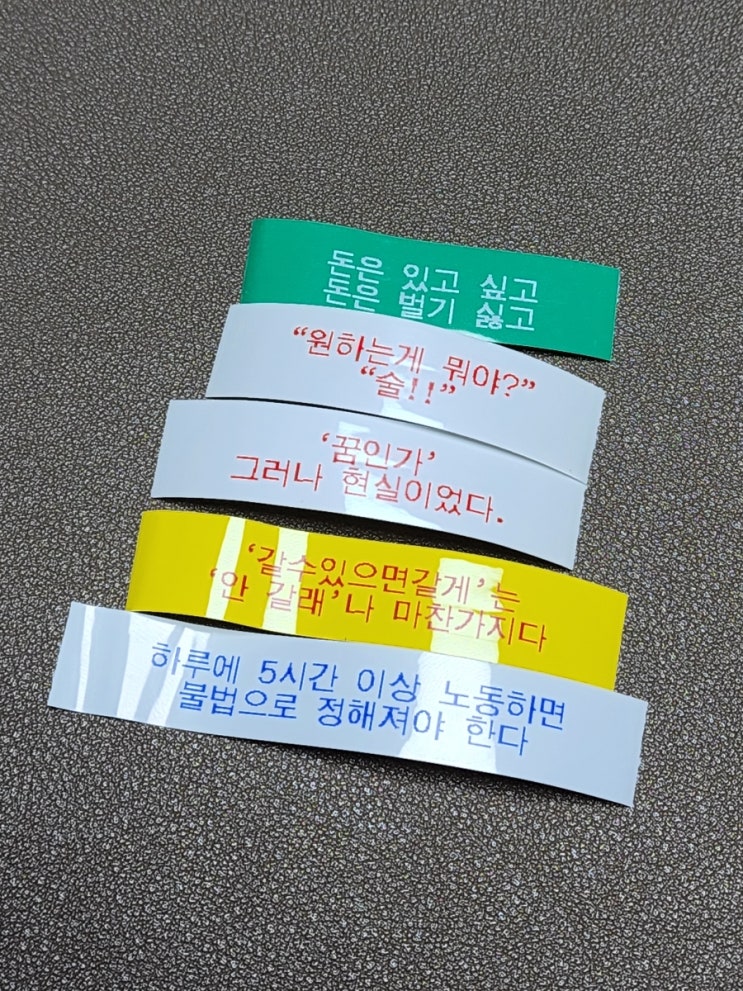 돈은 있고 싶고
돈은 벌기 싫고
“원하는게 뭐야?”
“술!!”
‘꿈인가’
그러나 현실이었다.
‘갈수있으면갈게’는
‘안 갈래’나 마찬가지다
하루에 5시간 이상 노동하면
불법으로 정해져야 한다